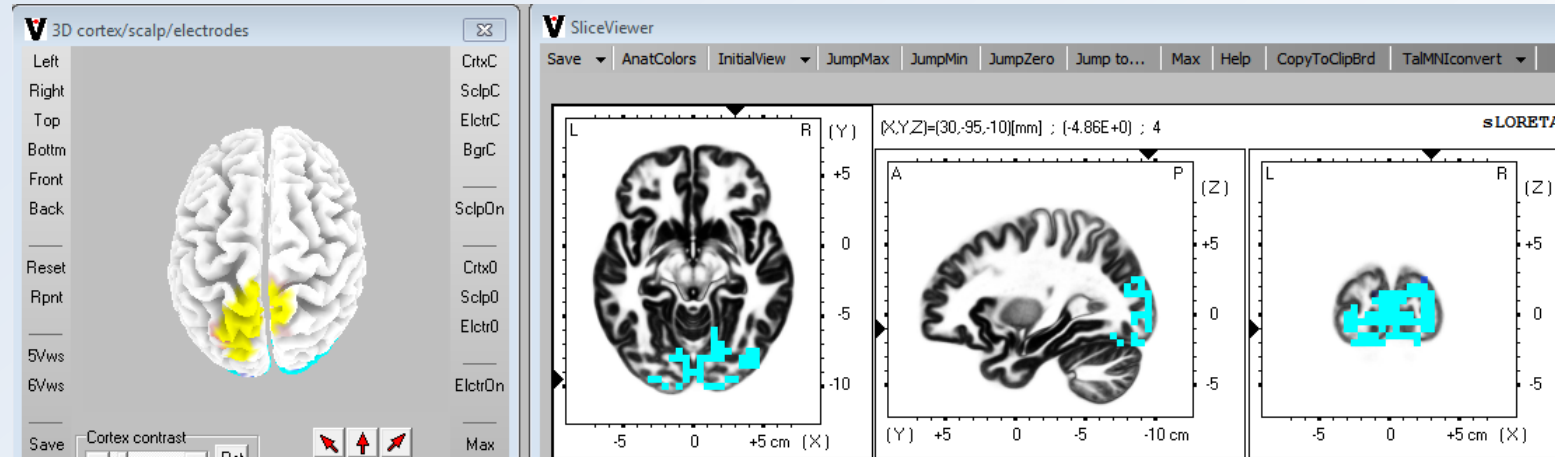 3D cortex/scalp/electrodes
Left
Right
Top
Bottm
Front
Back
Reset
Rpnt
5Vws
6Vws
Save
CrtxC
SclpC
ElctrC
BgrC
SclpOn
Crtx0
Sclp0
Elctr0
ElctrOn
Max
Cortex contrast
SliceViewer
Save AnatColors InitialView JumpMax JumpMin JumpZero Jump to... Max Help CopyToClipBrd TalMNIconvert
(X,Y,Z)=(30,-95,-10)[mm] ; (-4.86E+0) ; 4
sLORETA
L R (Y)
+5
0
-5
-10
-5 0 +5 cm (X)
A P (Z)
+5
0
-5
(Y) +5 0 -5 -10 cm
L R (Z)
+5
0
-5
-5 0 +5 cm (X)